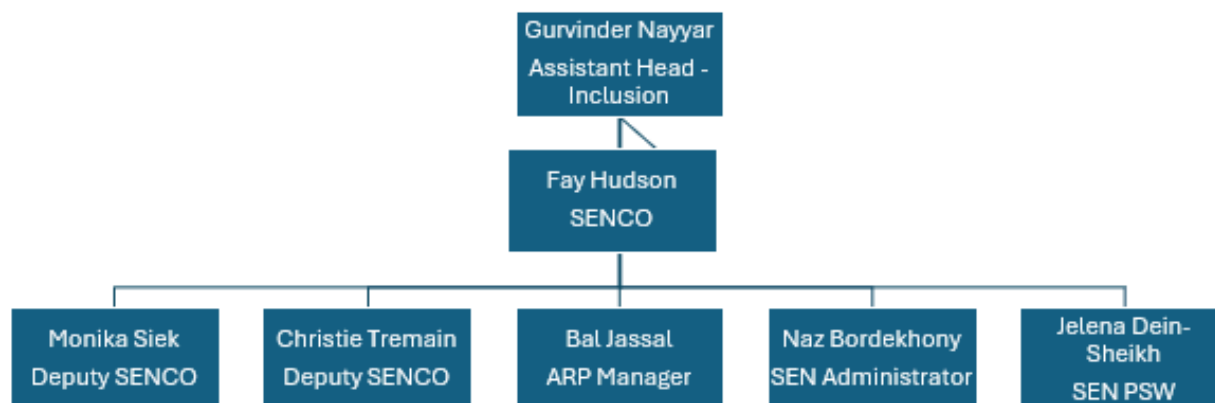 Gurvinder Nayyar
Assistant Head -
Inclusion
Fay Hudson
SENCO
Monika Siek
Deputy SENCO
Christie Tremain
Deputy SENCO
Bal Jassal
ARP Manager
Naz Bordekhony
SEN Administrator
Jelena Dein-
Sheikh
SEN PSW